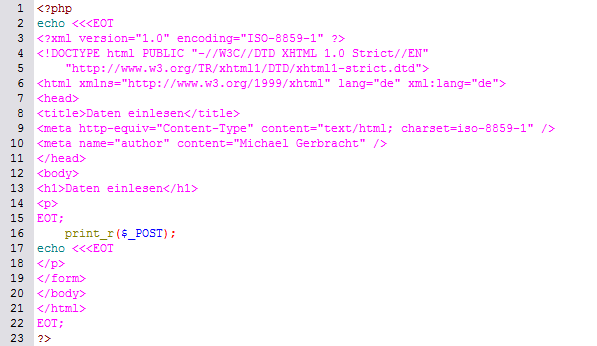 1 <?php
2 echo <<<EOT
3 <?xml version="1.0" encoding="ISO-8859-1" ?>
4 <!DOCTYPE html PUBLIC "-//W3C//DTD XHTML 1.0 Strict//EN"
5     "http://www.w3.org/TR/xhtml1/DTD/xhtml1-strict.dtd">
6 <html xmlns="http://www.w3.org/1999/xhtml" lang="de" xml:lang="de">
7 <head>
8 <title>Daten einlesen</title>
9 <meta http-equiv="Content-Type" content="text/html; charset=iso-8859-1" />
10 <meta name="author" content="Michael Gerbracht" />
11 </head>
12 <body>
13 <h1>Daten einlesen</h1>
14 <p>
15 EOT;
16     print_r($_POST);
17 echo <<<EOT
18 </p>
19 </form>
20 </body>
21 </html>
22 EOT;
23 ?>